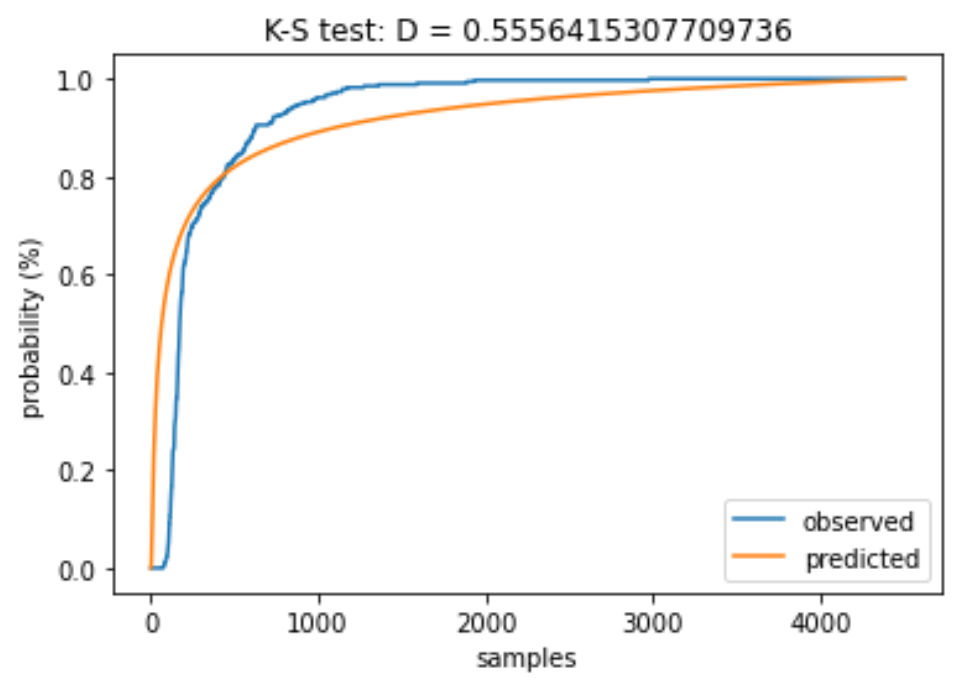 K-S test: D = 0.5556415307709736
1.0
0.8
0.6
0.4
0.2
0.0
probability (%)
observed
predicted
0 1000 2000 3000 4000
samples